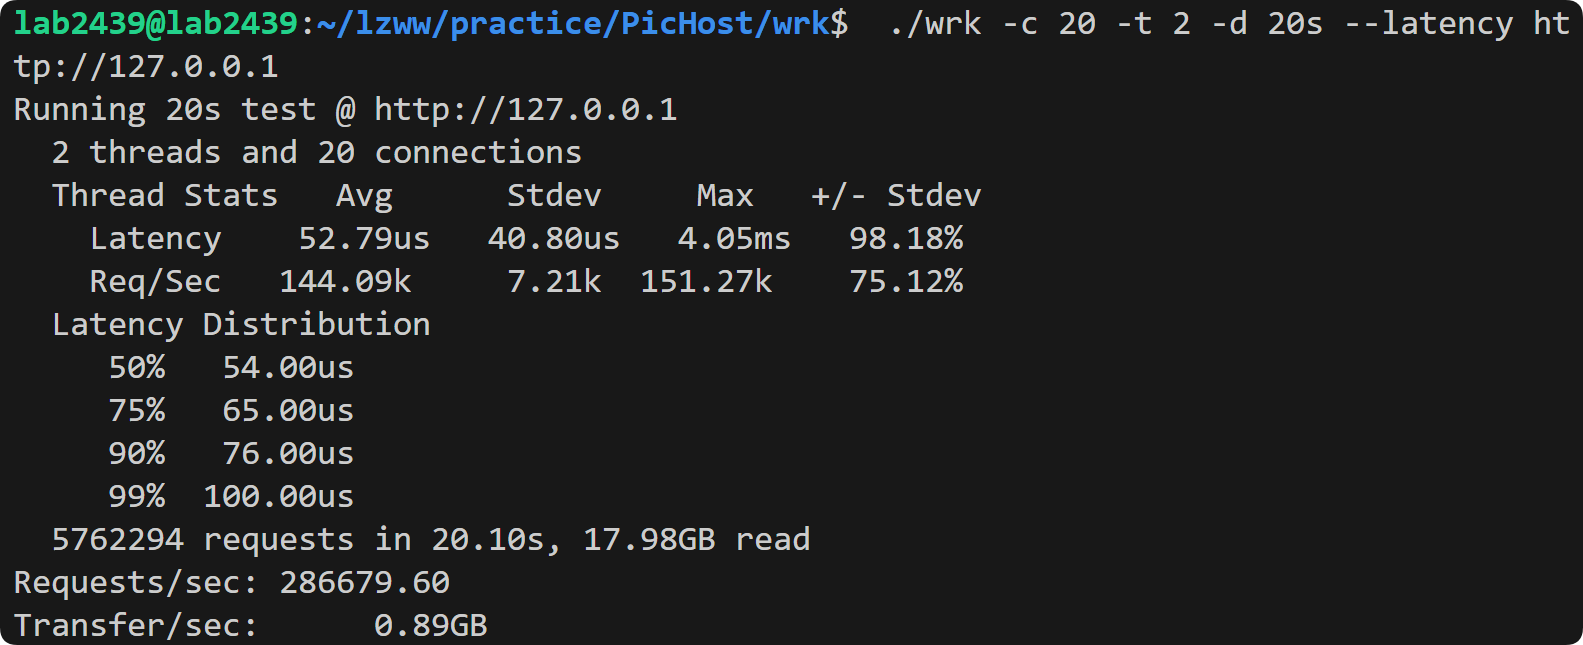 lab2439@lab2439:~/lzww/practice/PicHost/wrk$  ./wrk -c 20 -t 2 -d 20s --latency ht
tp://127.0.0.1
Running 20s test @ http://127.0.0.1
  2 threads and 20 connections
  Thread Stats   Avg      Stdev     Max   +/- Stdev
    Latency    52.79us   40.80us   4.05ms   98.18%
    Req/Sec   144.09k     7.21k  151.27k    75.12%
  Latency Distribution
     50%   54.00us
     75%   65.00us
     90%   76.00us
     99%  100.00us
  5762294 requests in 20.10s, 17.98GB read
Requests/sec: 286679.60
Transfer/sec:      0.89GB